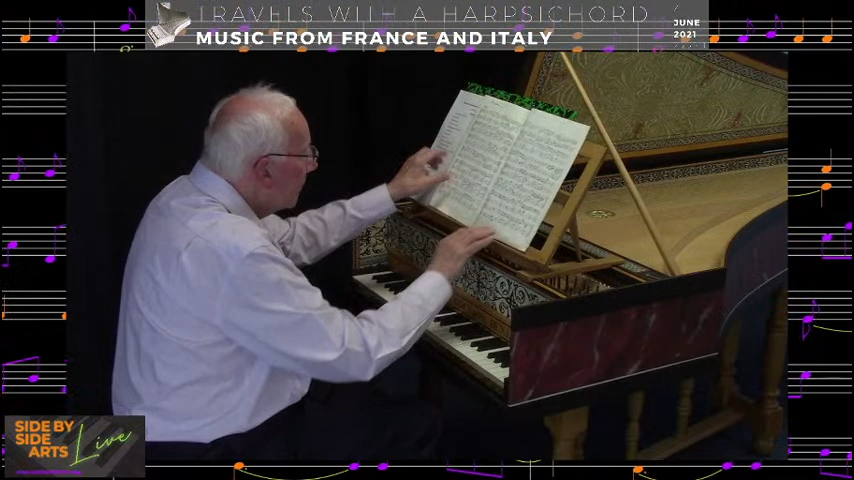 TRAVELS WITH A HARPSICHORD
MUSIC FROM FRANCE AND ITALY
JUNE
2021
SIDE BY
SIDE
ARTS
Live